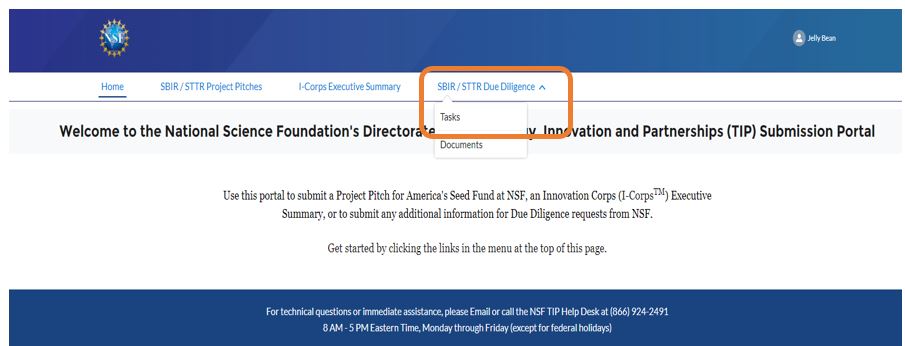 NSF
Jelly Bean
Home SBIR / STTR Project Pitches I-Corps Executive Summary SBIR / STTR Due Diligence
Tasks
Welcome to the National Science Foundation's Directorate y, Innovation and Partnerships (TIP) Submission Portal
Documents
Use this portal to submit a Project Pitch for America's Seed Fund at NSF, an Innovation Corps (I-Corps™) Executive
Summary, or to submit any additional information for Due Diligence requests from NSF.
Get started by clicking the links in the menu at the top of this page.
For technical questions or immediate assistance, please Email or call the NSF TIP Help Desk at (866) 924-2491
8 AM - 5 PM Eastern Time, Monday through Friday (except for federal holidays)